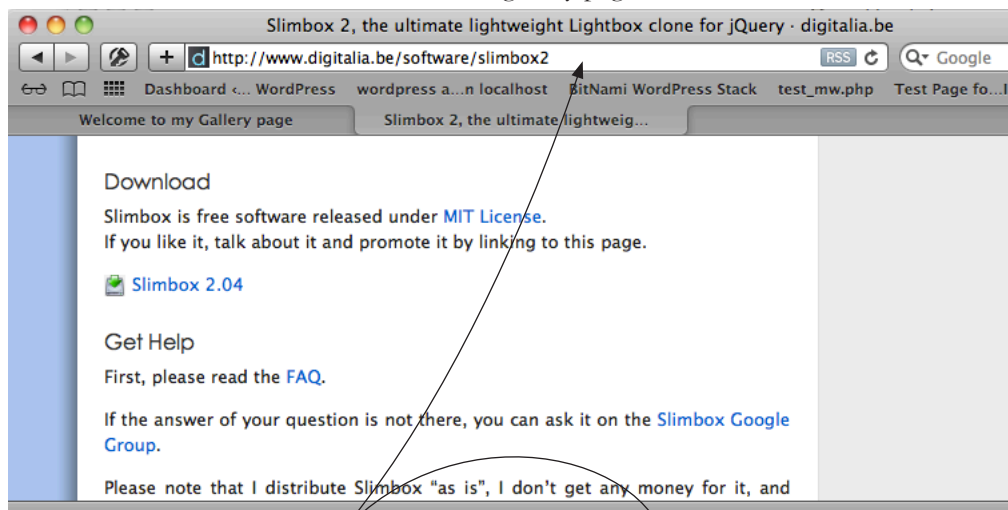 Slimbox 2, the ultimate lightweight Lightbox clone for jQuery · digitalia.be
http://www.digitalia.be/software/slimbox2 RSS Google
Dashboard ‹... WordPress wordpress a...n localhost BitNami WordPress Stack test_mw.php Test Page fo...
Welcome to my Gallery page Slimbox 2, the ultimate lightweig...
Download
Slimbox is free software released under MIT License.
If you like it, talk about it and promote it by linking to this page.
Slimbox 2.04
Get Help
First, please read the FAQ.
If the answer of your question is not there, you can ask it on the Slimbox Google
Group.
Please note that I distribute Slimbox “as is”, I don’t get any money for it, and